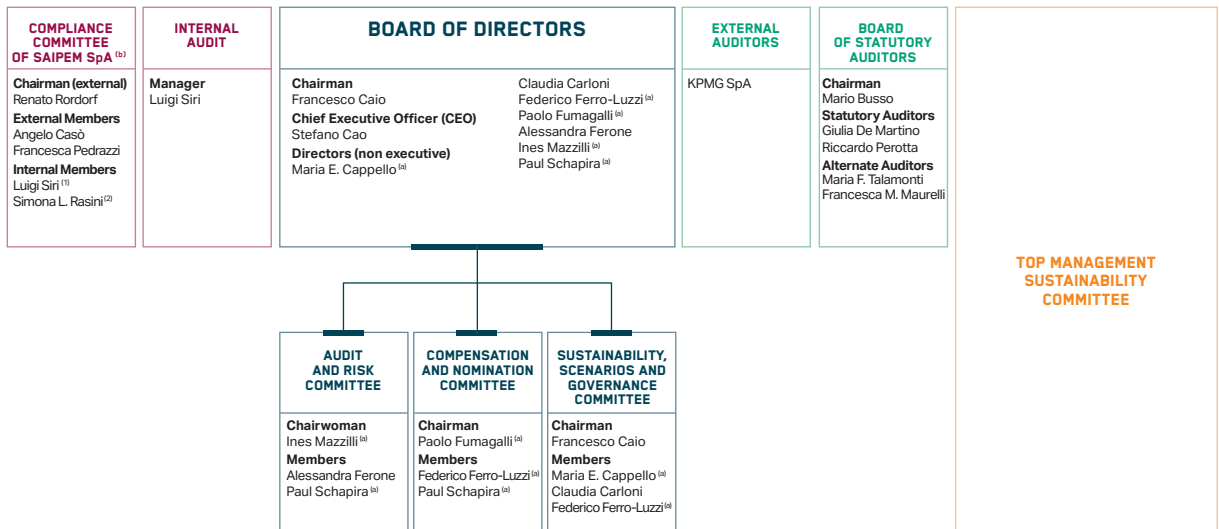 COMPLIANCE
COMMITTEE
OF SAIPEM SpA (b)
Chairman (external)
Renato Rordorf
External Members
Angelo Casò
Francesca Pedrazzi
Internal Members
Luigi Siri (1)
Simona L. Rasini (2)
INTERNAL
AUDIT
Manager
Luigi Siri
BOARD OF DIRECTORS
Chairman
Francesco Caio
Chief Executive Officer (CEO)
Stefano Cao
Directors (non executive)
Maria E. Cappello (a)
Claudia Carloni
Federico Ferro-Luzzi (a)
Paolo Fumagalli (a)
Alessandra Ferone
Ines Mazzilli (a)
Paul Schapira (a)
EXTERNAL
AUDITORS
KPMG SpA
BOARD
OF STATUTORY
AUDITORS
Chairman
Mario Busso
Statutory Auditors
Giulia De Martino
Riccardo Perotta
Alternate Auditors
Maria F. Talamonti
Francesca M. Maurelli
TOP MANAGEMENT
SUSTAINABILITY
COMMITTEE
AUDIT
AND RISK
COMMITTEE
Chairwoman
Ines Mazzilli (a)
Members
Alessandra Ferone
Paul Schapira (a)
COMPENSATION
AND NOMINATION
COMMITTEE
Chairman
Paolo Fumagalli (a)
Members
Federico Ferro-Luzzi (a)
Paul Schapira (a)
SUSTAINABILITY,
SCENARIOS AND
GOVERNANCE
COMMITTEE
Chairman
Francesco Caio
Members
Maria E. Cappello (a)
Claudia Carloni
Federico Ferro-Luzzi (a)